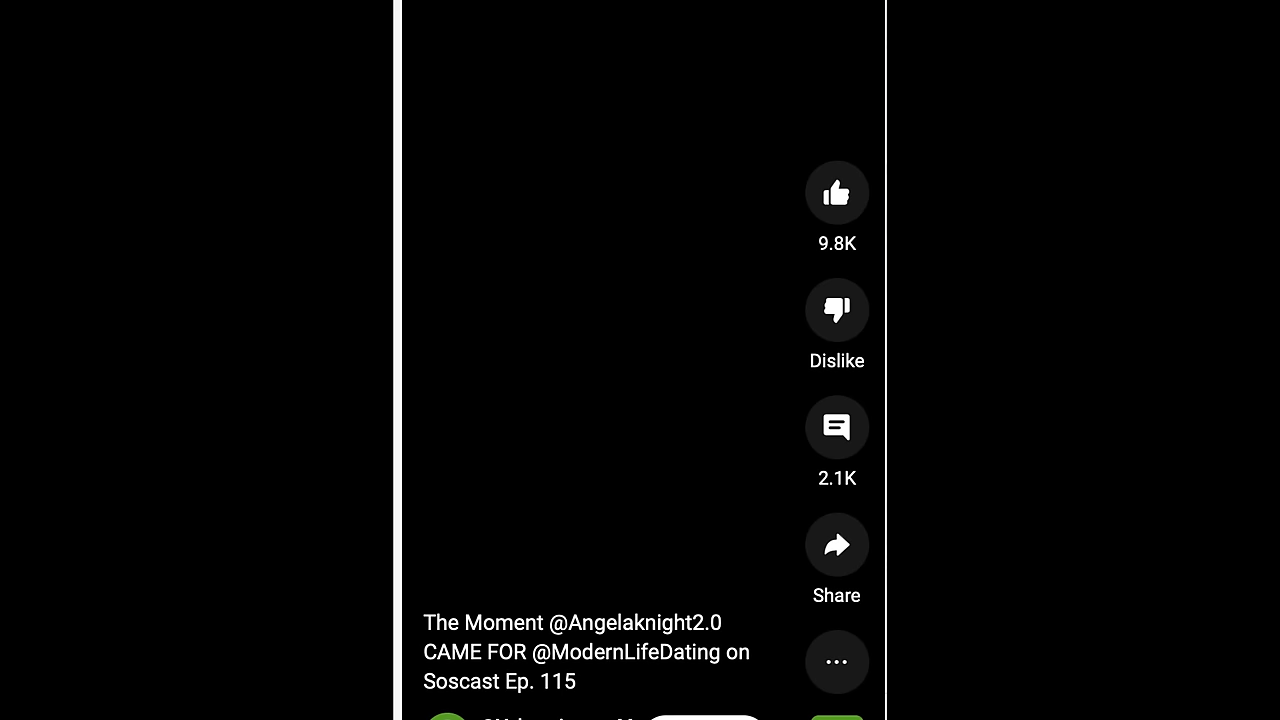 9.8K
Dislike
2.1K
Share
The Moment @Angelaknight2.0
CAME FOR @ModernLifeDating on
Soscast Ep. 115